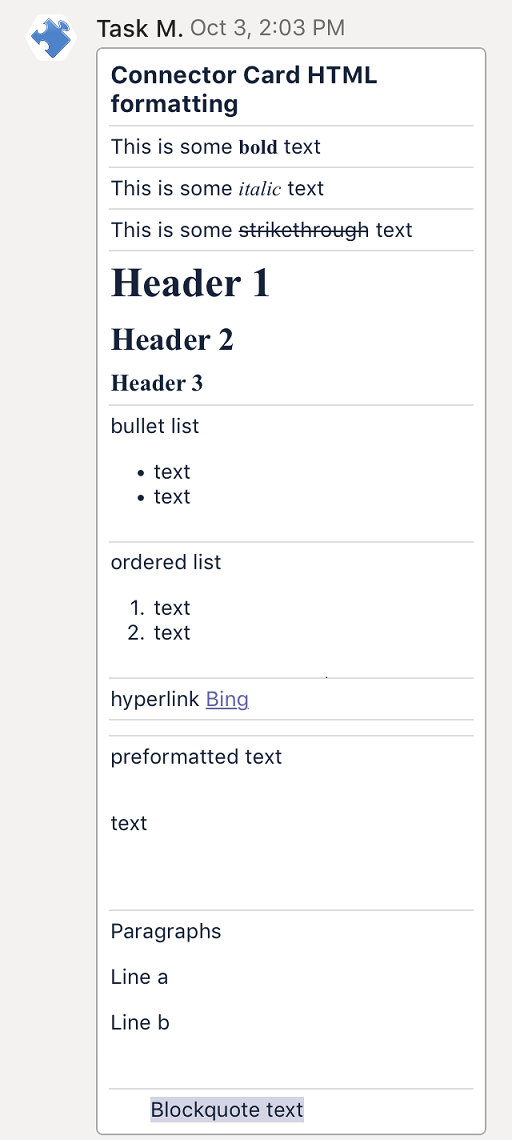 Task M. Oct 3, 2:03 PM
Connector Card HTML
formatting
This is some bold text
This is some italic text
This is some strikethrough text
Header 1
Header 2
Header 3
bullet list
• text
• text
ordered list
1. text
2. text
hyperlink Bing
preformatted text
text
Paragraphs
Line a
Line b
Blockquote text